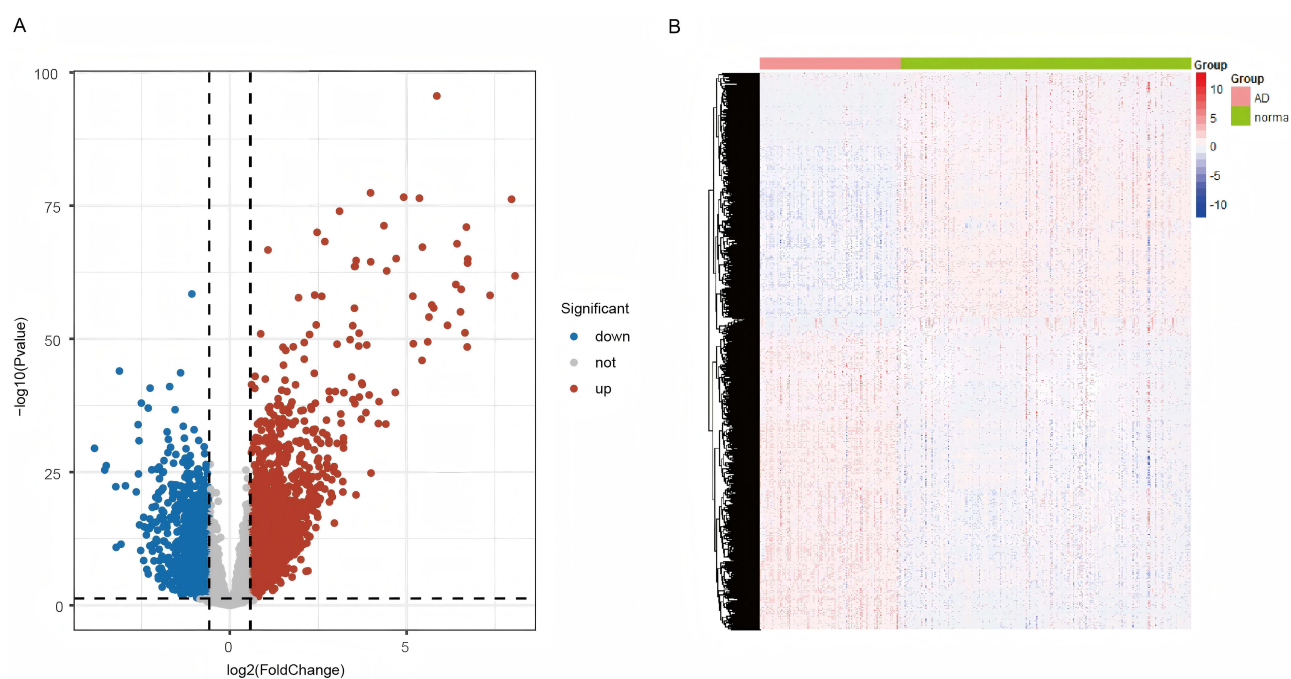 A
B
100
75
50
25
0
0
5
−log10(Pvalue)
log2(FoldChange)
Significant
down
not
up
Group
10
5
0
-5
-10
Group
AD
norma